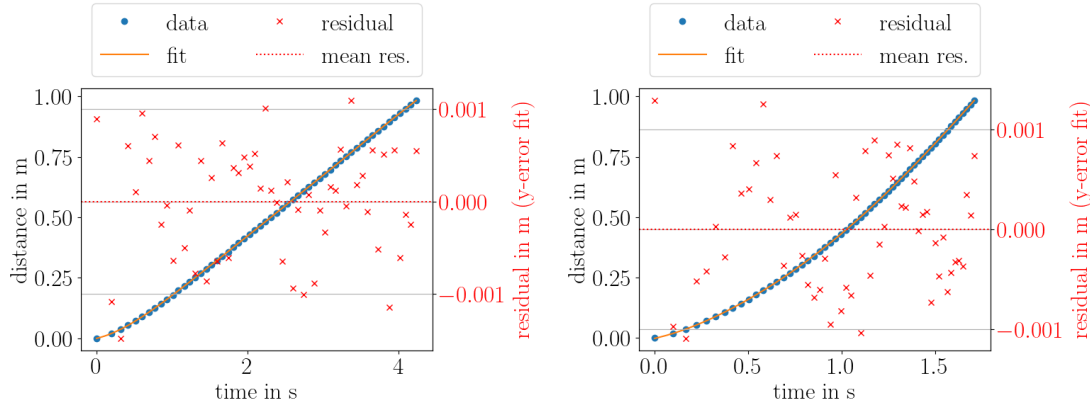 data residual
fit mean res.
1.00
0.75
0.50
0.25
0.00
distance in m
0.001
0.000
−0.001
residual in m (y-error fit)
0 2 4
time in s
data residual
fit mean res.
1.00
0.75
0.50
0.25
0.00
distance in m
0.001
0.000
−0.001
residual in m (y-error fit)
0.0 0.5 1.0 1.5
time in s